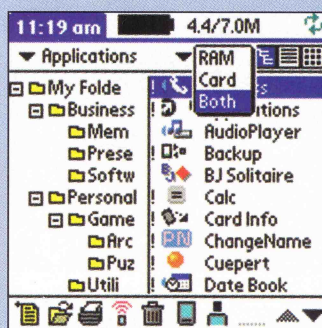 11:19 am 4.4/7.0M
Applications
RAM
Card
Both
My Folde
Business
Mem
Prese
Softw
Personal
Game
Arc
Puz
Utili
AudioPlayer
Backup
BJ Solitaire
Calc
Card Info
PN ChangeName
Cuepert
Date Book